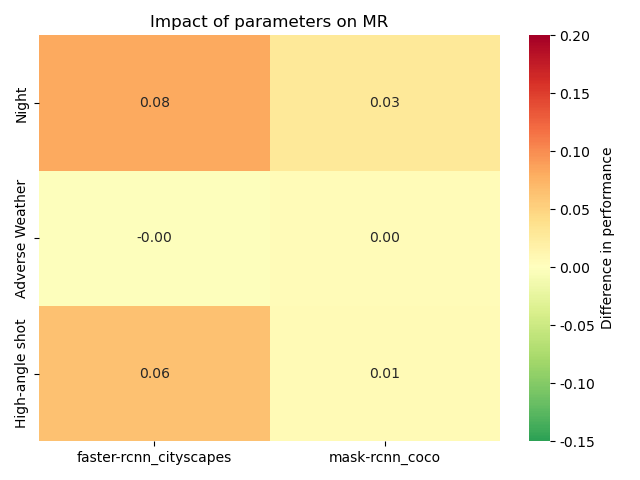 Impact of parameters on MR
Night
0.08
0.03
Adverse Weather
-0.00
0.00
High-angle shot
0.06
0.01
faster-rcnn_cityscapes
mask-rcnn_coco
0.20
0.15
0.10
0.05
0.00
-0.05
-0.10
-0.15
Difference in performance